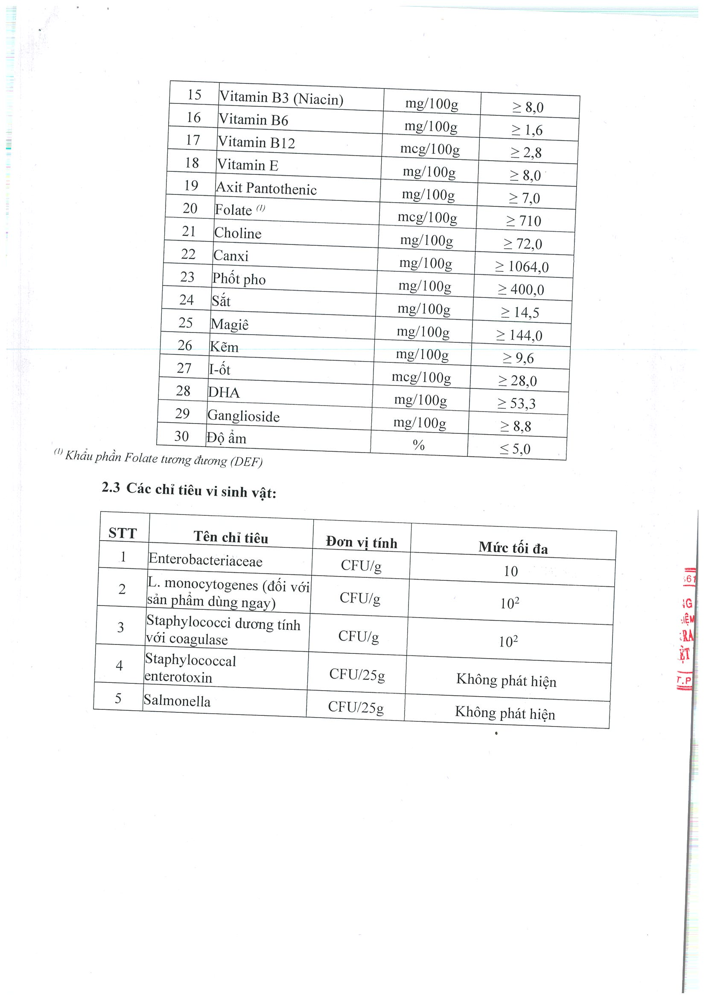 15 Vitamin B3 (Niacin) mg/100g ≥ 8,0
16 Vitamin B6 mg/100g ≥ 1,6
17 Vitamin B12 mcg/100g ≥ 2,8
18 Vitamin E mg/100g ≥ 8,0
19 Axit Pantothenic mg/100g ≥ 7,0
20 Folate (1) mcg/100g ≥ 710
21 Choline mg/100g ≥ 72,0
22 Canxi mg/100g ≥ 1064,0
23 Phốt pho mg/100g ≥ 400,0
24 Sắt mg/100g ≥ 14,5
25 Magiê mg/100g ≥ 144,0
26 Kẽm mg/100g ≥ 9,6
27 I-ốt mcg/100g ≥ 28,0
28 DHA mg/100g ≥ 53,3
29 Ganglioside mg/100g ≥ 8,8
30 Độ ẩm % ≤ 5,0
(1) Khẩu phần Folate tương đương (DEF)
2.3 Các chỉ tiêu vi sinh vật:
STT Tên chỉ tiêu Đơn vị tính Mức tối đa
1 Enterobacteriaceae CFU/g 10
2 L. monocytogenes (đối với
sản phẩm dùng ngay) CFU/g 10²
3 Staphylococci dương tính
với coagulase CFU/g 10²
4 Staphylococcal
enterotoxin CFU/25g Không phát hiện
5 Salmonella CFU/25g Không phát hiện
T.P